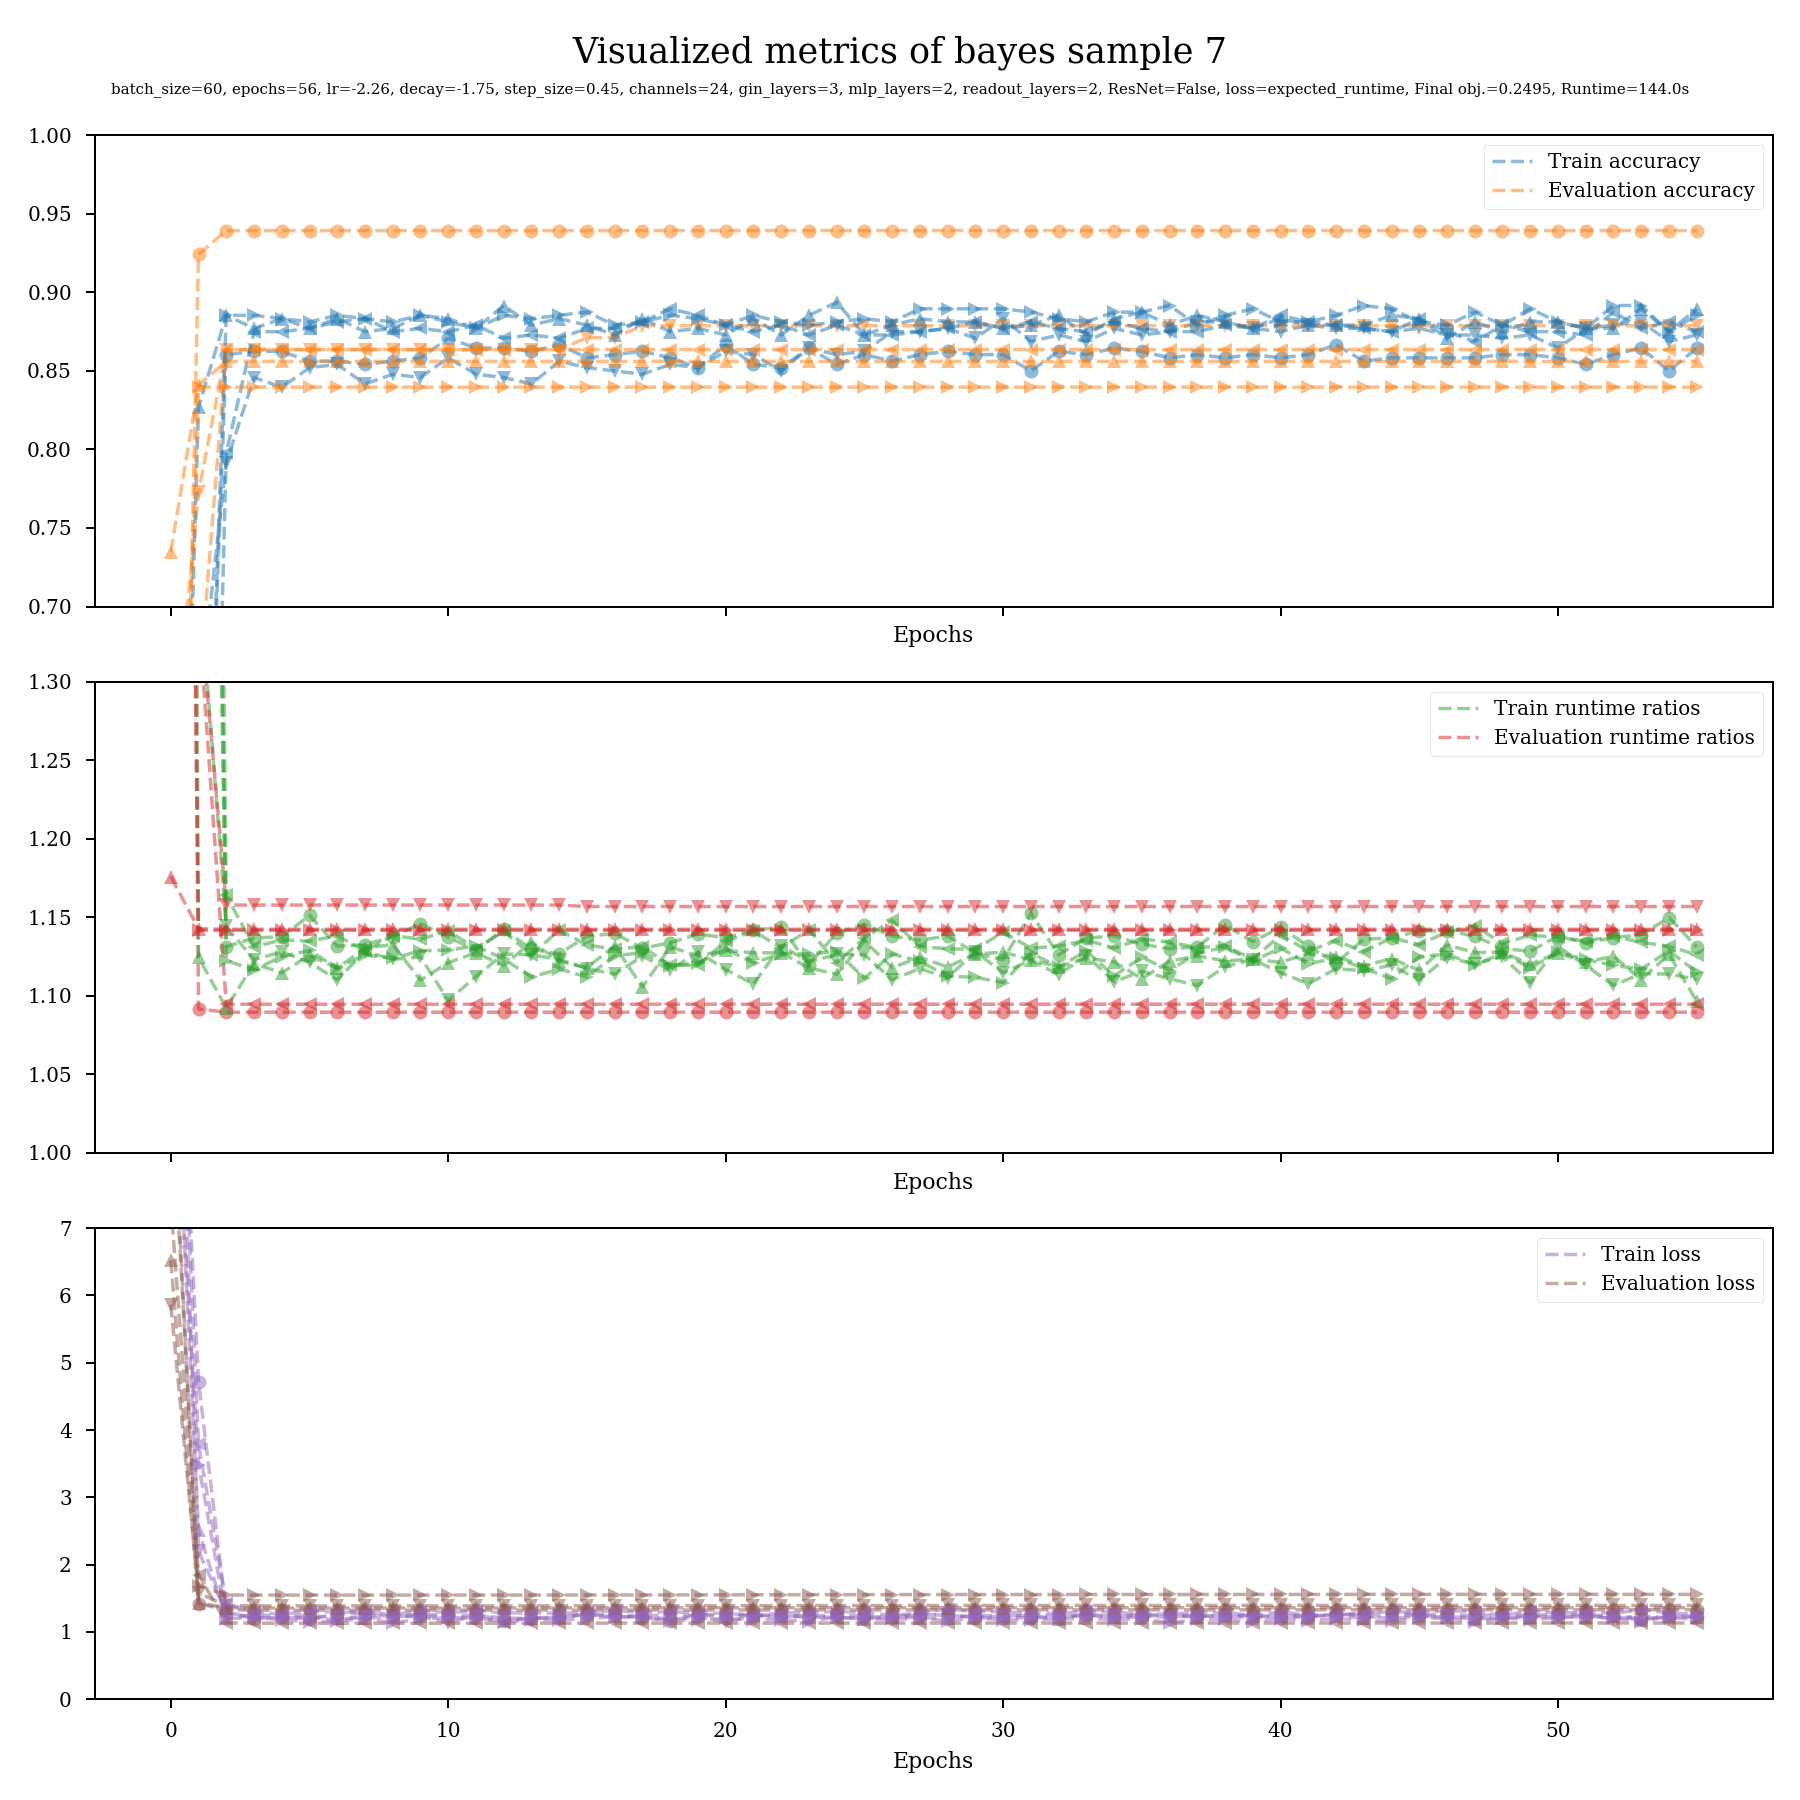 Visualized metrics of bayes sample 7
batch_size=60, epochs=56, lr=-2.26, decay=-1.75, step_size=0.45, channels=24, gin_layers=3, mlp_layers=2, readout_layers=2, ResNet=False, loss=expected_runtime, Final obj.=0.2495, Runtime=144.0s
1.00
0.95
0.90
0.85
0.80
0.75
0.70
Train accuracy
Evaluation accuracy
Epochs
1.30
1.25
1.20
1.15
1.10
1.05
1.00
Train runtime ratios
Evaluation runtime ratios
Epochs
7
6
5
4
3
2
1
0
Train loss
Evaluation loss
0 10 20 30 40 50
Epochs